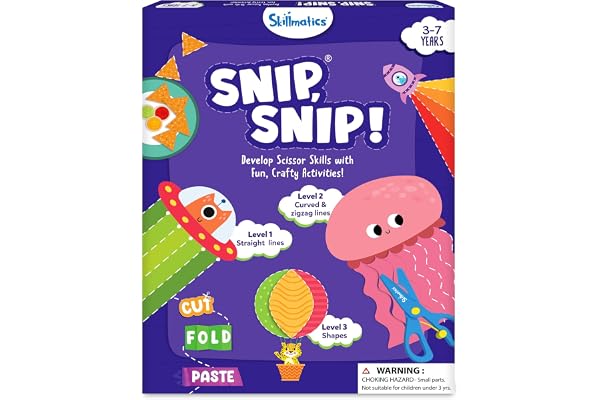 Skillmatics®
3-7
YEARS
SNIP,®
SNIP!
Develop Scissor Skills with
Fun, Crafty Activities!
Level 2
Curved &
zigzag lines
Level 1
Straight lines
Level 3
Shapes
CUT
FOLD
PASTE
Skillmatics
WARNING:
CHOKING HAZARD - Small parts.
Not suitable for children under 3 yrs.